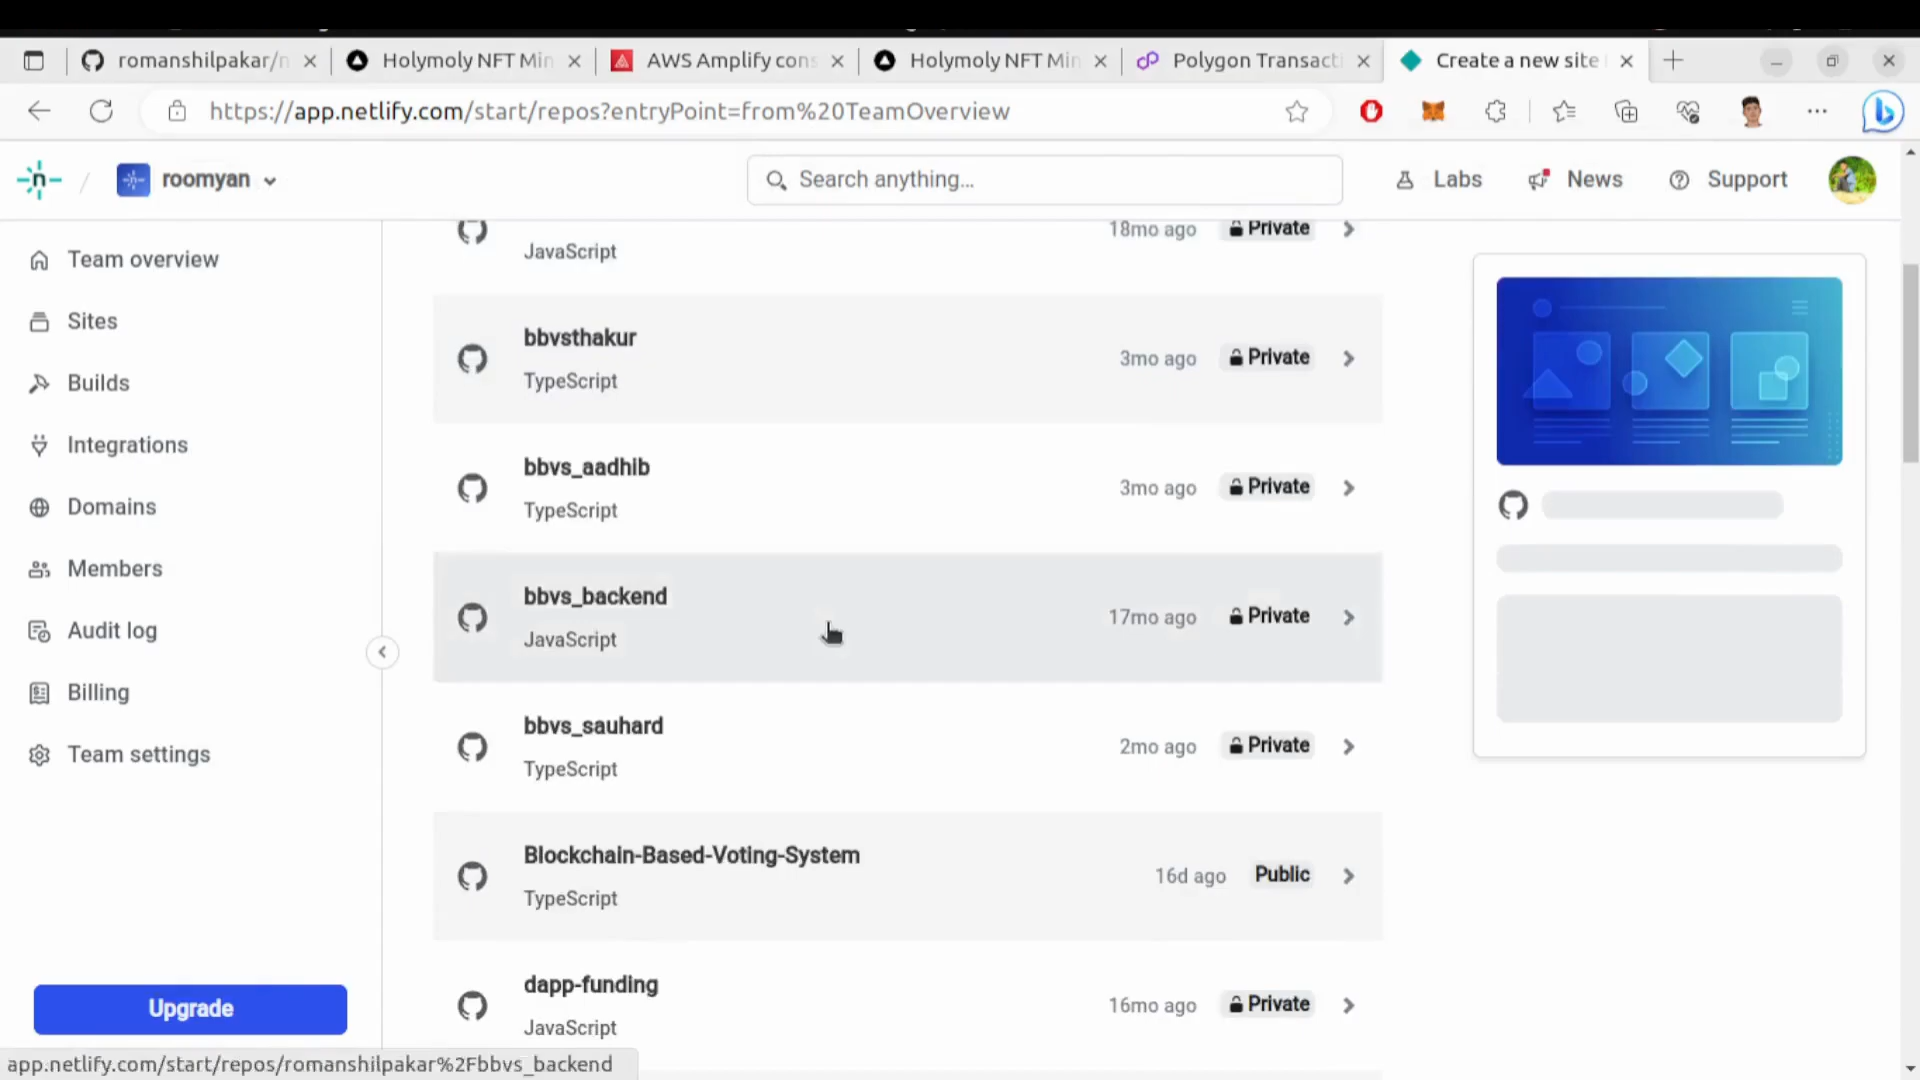 romanshilpakar/n
Holymoly NFT Min
AWS Amplify cons
Holymoly NFT Min
Polygon Transacti
Create a new site
https://app.netlify.com/start/repos?entryPoint=from%20TeamOverview
n / roomyan
Search anything...
Labs
News
Support
Team overview
Sites
Builds
Integrations
Domains
Members
Audit log
Billing
Team settings
Upgrade
JavaScript
18mo ago
Private
bbvsthakur
TypeScript
3mo ago
Private
bbvs_aadhib
TypeScript
3mo ago
Private
bbvs_backend
JavaScript
17mo ago
Private
bbvs_sauhard
TypeScript
2mo ago
Private
Blockchain-Based-Voting-System
TypeScript
16d ago
Public
dapp-funding
JavaScript
16mo ago
Private
app.netlify.com/start/repos/romanshilpakar%2Fbbvs_backend